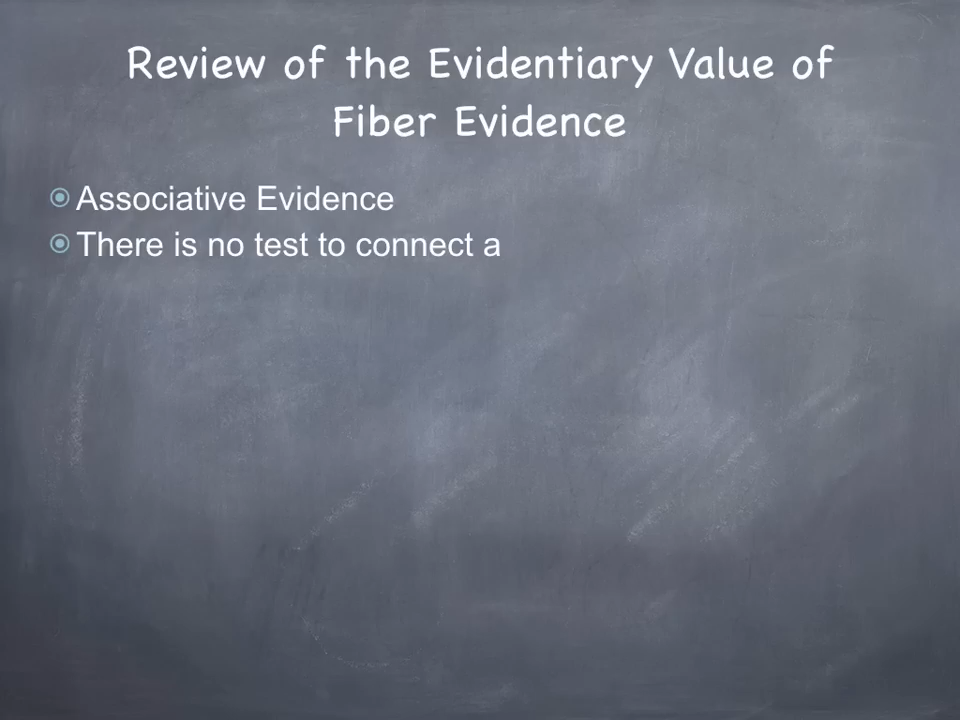 Review of the Evidentiary Value of
Fiber Evidence
Associative Evidence
There is no test to connect a